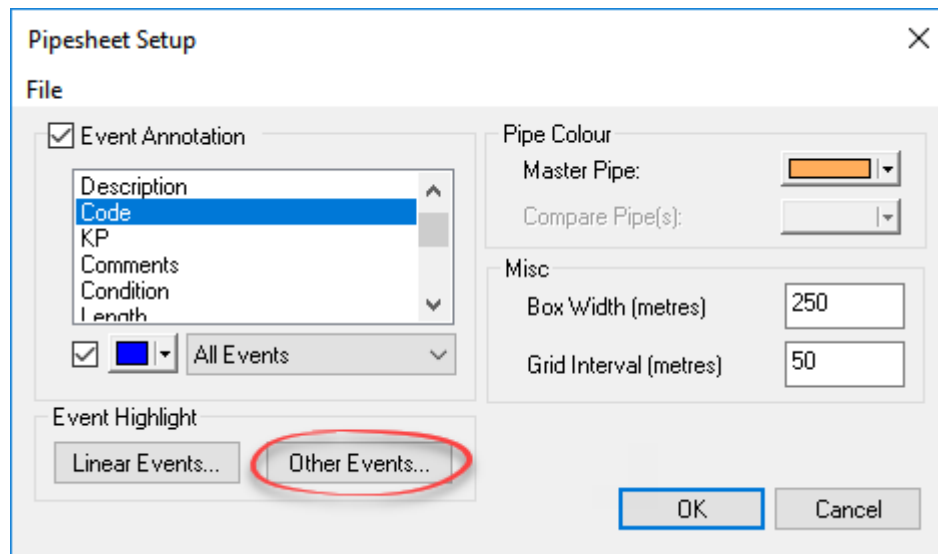 Pipesheet Setup
File
Event Annotation
Description
Code
KP
Comments
Condition
Length
All Events
Event Highlight
Linear Events...
Other Events...
Pipe Colour
Master Pipe:
Compare Pipe(s):
Misc
Box Width (metres)
250
Grid Interval (metres)
50
OK
Cancel